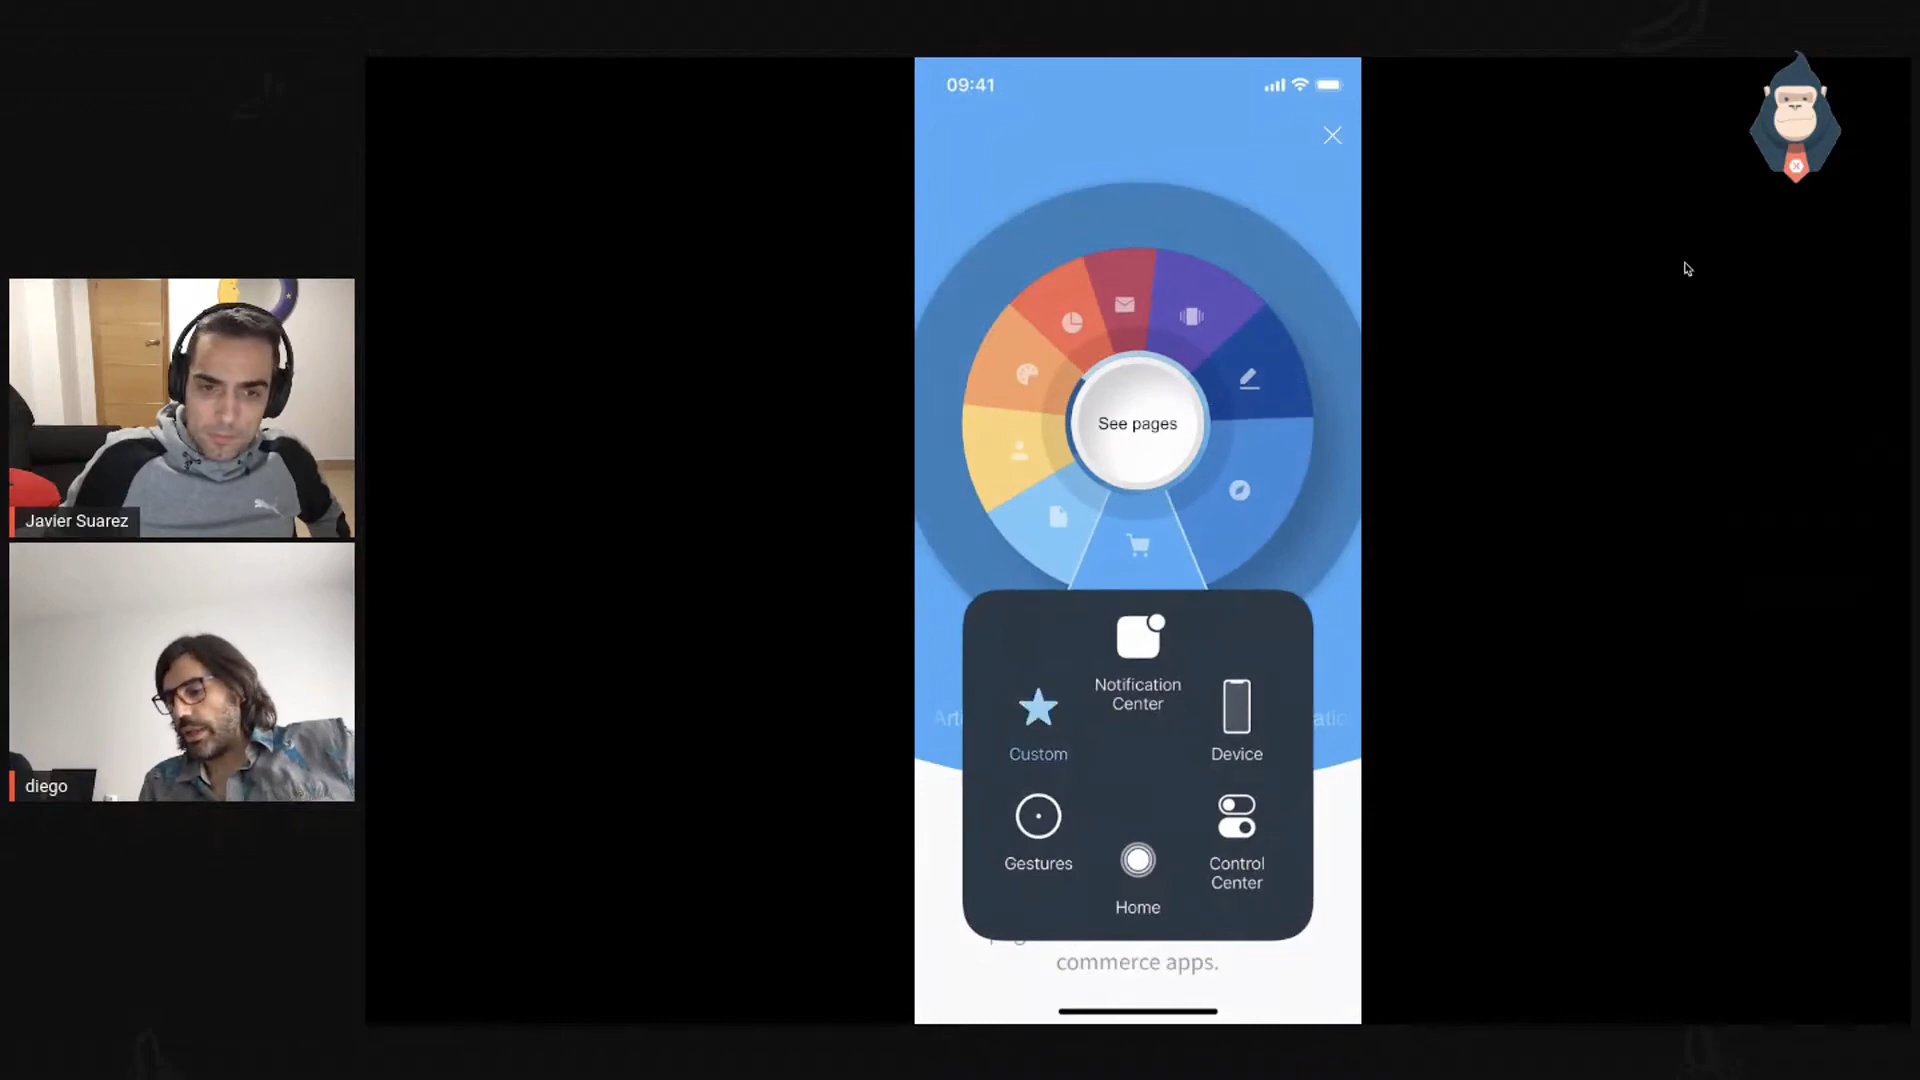 09:41
See pages
Notification
Center
Custom
Device
Gestures
Control
Center
Home
commerce apps.
Javier Suarez
diego